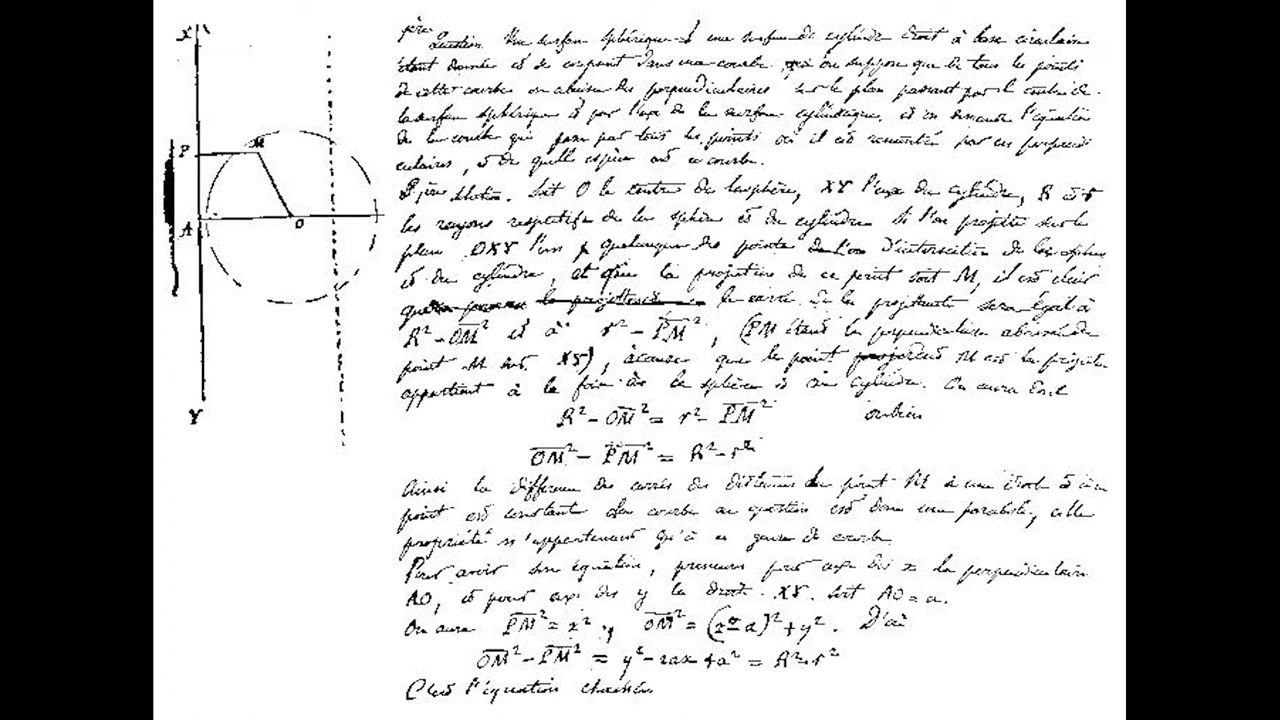 1ère Question. Une surface sphérique et une surface de cylindre droit à base circulaire
étant données et se coupant dans une courbe, on suppose que de tous les points
de cette courbe on abaisse des perpendiculaires sur le plan passant par le centre de
la surface sphérique et par l'axe de la surface cylindrique, et on demande l'équation
de la courbe qui passe par tous les points où il est rencontré par ces perpendi
culaires, et de quelle espèce est ce courbe.
Solution. Soit O le centre de la sphère, XY l'axe du cylindre, R et r
les rayons respectifs de la sphère et du cylindre si l'on projette sur le
plan OXY l'un quelconque des points d'intersection de la sphère
et du cylindre, et que la projection de ce point soit M, il est clair
que le carré de la projettante sera égal à
R² - OM² et à r² - PM², (PM étant la perpendiculaire abaissée du
point M sur XY), à cause que le point M est la projection
appartient à la fois à la sphère et au cylindre. On aura donc
R² - OM² = r² - PM² ou bien
OM² - PM² = R² - r²
Ainsi la différence des carrés des distances du point M à une droite et à un
point est constante. La courbe en question est donc une parabole, cette
propriété n'appartenant qu'à ce genre de courbe.
Pour avoir son équation, prenons pour axe des x la perpendiculaire
AO, et pour axe des y la droite XY. Soit AO = a.
On aura PM² = x², OM² = (x - a)² + y². D'où
OM² - PM² = y² - 2ax + a² = R² - r²
C'est l'équation cherchée
X
P
M
A
O
Y